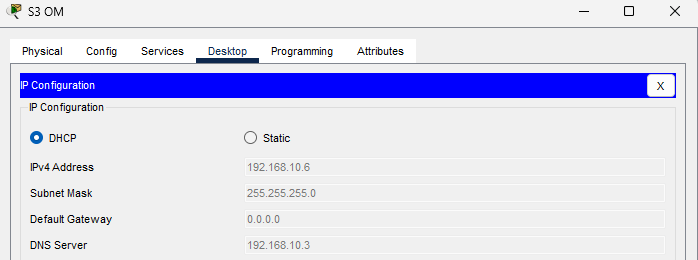 S3 OM
Physical Config Services Desktop Programming Attributes
IP Configuration X
IP Configuration
DHCP Static
IPv4 Address 192.168.10.6
Subnet Mask 255.255.255.0
Default Gateway 0.0.0.0
DNS Server 192.168.10.3